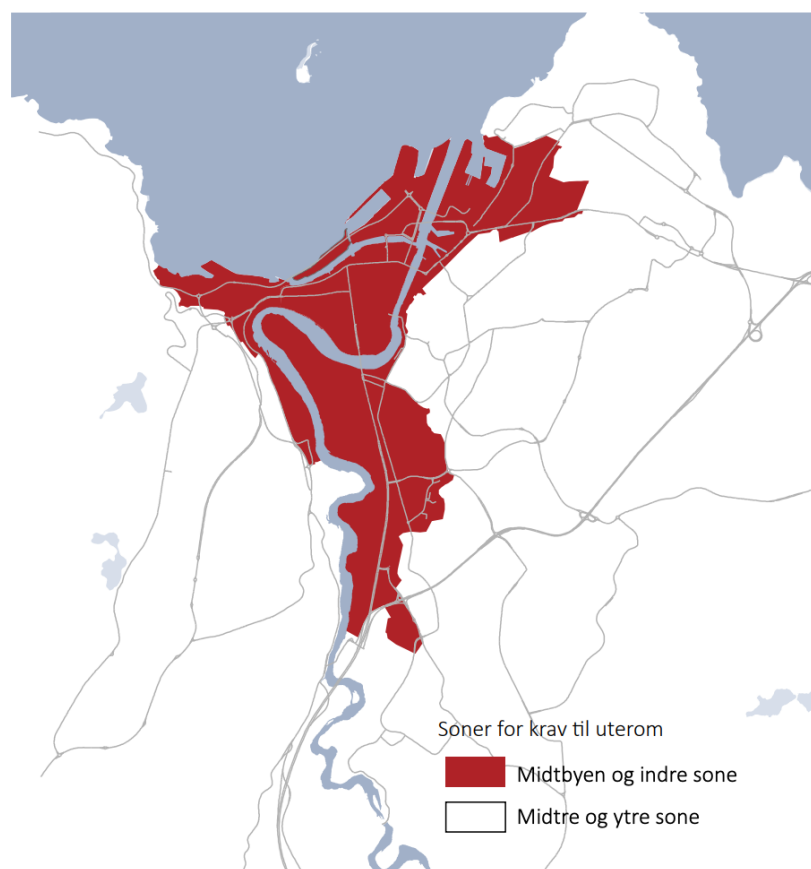 Soner for krav til uterom
Midtbyen og indre sone
Midtre og ytre sone